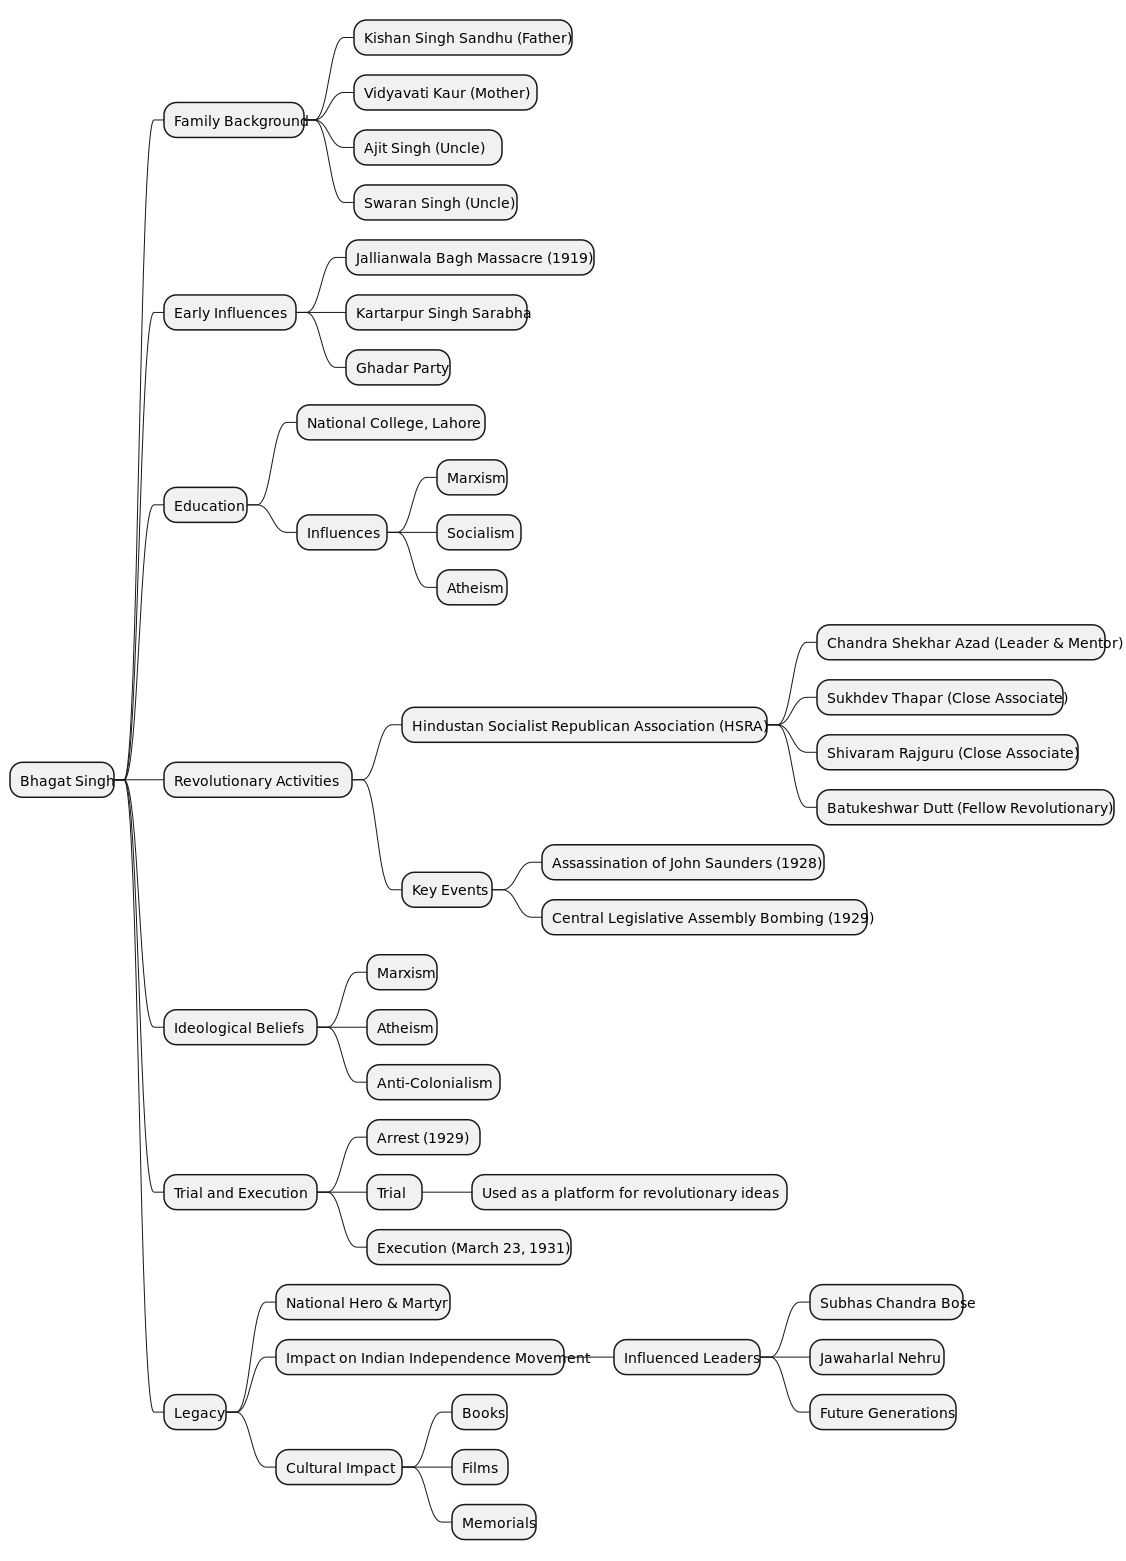 Kishan Singh Sandhu (Father)
Vidyavati Kaur (Mother)
Family Background
Ajit Singh (Uncle)
Swaran Singh (Uncle)
Jallianwala Bagh Massacre (1919)
Early Influences
Kartarpur Singh Sarabha
Ghadar Party
National College, Lahore
Marxism
Education
Influences
Socialism
Atheism
Chandra Shekhar Azad (Leader & Mentor)
Sukhdev Thapar (Close Associate)
Hindustan Socialist Republican Association (HSRA)
Shivaram Rajguru (Close Associate)
Bhagat Singh
Revolutionary Activities
Batukeshwar Dutt (Fellow Revolutionary)
Assassination of John Saunders (1928)
Key Events
Central Legislative Assembly Bombing (1929)
Marxism
Ideological Beliefs
Atheism
Anti-Colonialism
Arrest (1929)
Trial and Execution
Trial
Used as a platform for revolutionary ideas
Execution (March 23, 1931)
National Hero & Martyr
Subhas Chandra Bose
Impact on Indian Independence Movement
Influenced Leaders
Jawaharlal Nehru
Legacy
Books
Future Generations
Cultural Impact
Films
Memorials